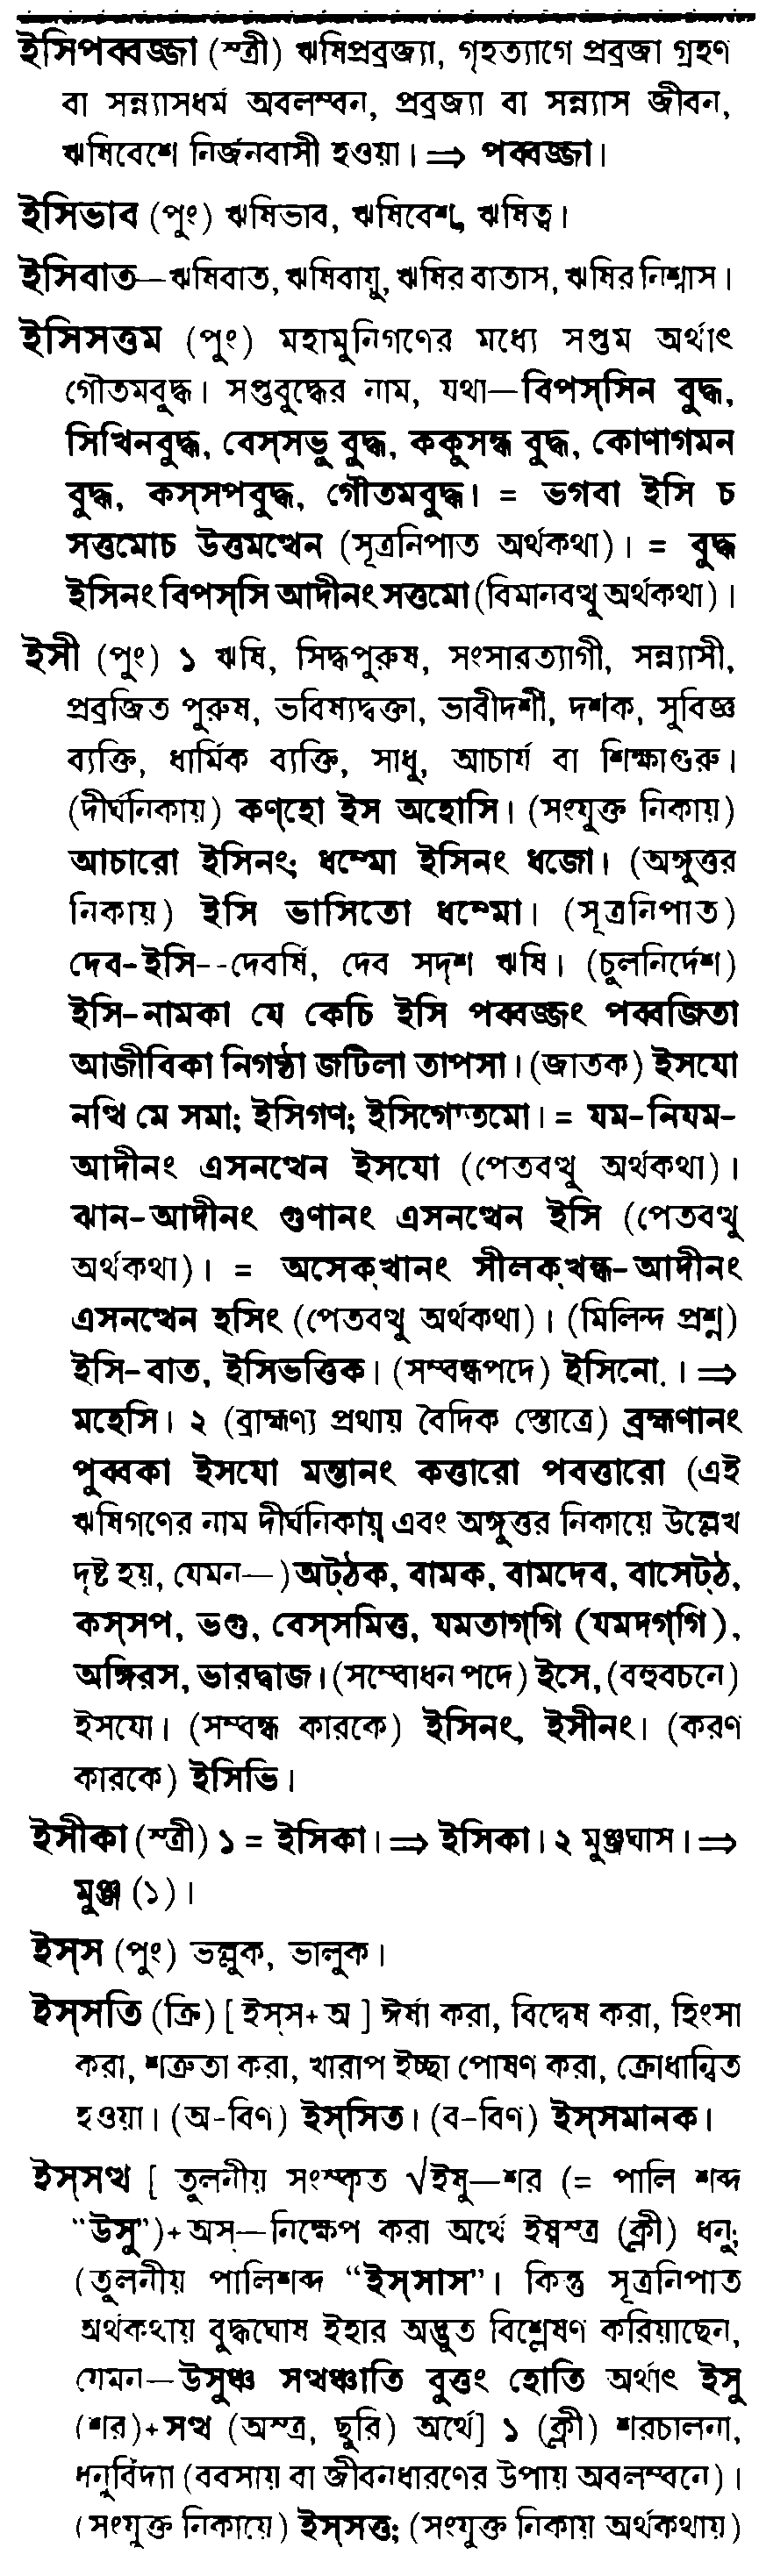 ইসিপব্বজ্জা (স্ত্রী) ঋষিপ্রব্রজ্যা, গৃহত্যাগে প্রব্রজা গ্রহণ
বা সন্ন্যাসধর্ম অবলম্বন, প্রব্রজ্যা বা সন্ন্যাস জীবন,
ঋষিবেশে নির্জনবাসী হওয়া। ⇒ পব্বজ্জা।
ইসিভাব (পুং) ঋষিভাব, ঋষিবেশ, ঋষিত্ব।
ইসিবাত—ঋষিবাত, ঋষিবায়ু, ঋষির বাতাস, ঋষির নিশ্বাস।
ইসিসত্তম (পুং) মহামুনিগণের মধ্যে সপ্তম অর্থাৎ
গৌতমবুদ্ধ। সপ্তবুদ্ধের নাম, যথা—বিপস্‌সিন বুদ্ধ,
সিখিনবুদ্ধ, বেস্‌সভু বুদ্ধ, ককুসন্ধ বুদ্ধ, কোণাগমন
বুদ্ধ, কস্‌সপবুদ্ধ, গৌতমবুদ্ধ। = ভগবা ইসি চ
সত্তমোচ উত্তমত্থেন (সূত্রনিপাত অর্থকথা)। = বুদ্ধ
ইসিনং বিপস্‌সি আদীনং সত্তমো (বিমানবত্থু অর্থকথা)।
ইসী (পুং) ১ ঋষি, সিদ্ধপুরুষ, সংসারত্যাগী, সন্ন্যাসী,
প্রব্রজিত পুরুষ, ভবিষ্যদ্বক্তা, ভাবীদর্শী, দর্শক, সুবিজ্ঞ
ব্যক্তি, ধার্মিক ব্যক্তি, সাধু, আচার্য বা শিক্ষাগুরু।
(দীর্ঘনিকায়) কণ্‌হো ইস অহোসি। (সংযুক্ত নিকায়)
আচারো ইসিনং; ধম্মো ইসিনং ধজো। (অঙ্গুত্তর
নিকায়) ইসি ভাসিতো ধম্মো। (সূত্রনিপাত)
দেব-ইসি--দেবর্ষি, দেব সদৃশ ঋষি। (চুলনির্দেশ)
ইসি-নামকা যে কেচি ইসি পব্বজ্জং পব্বজিতা
আজীবিকা নিগণ্ঠা জটিলা তাপসা। (জাতক) ইসযো
নত্থি মে সমা; ইসিগণ; ইসিগোতমো। = যম-নিযম-
আদীনং এসনত্থেন ইসযো (পেতবত্থু অর্থকথা)।
ঝান-আদীনং গুণানং এসনত্থেন ইসি (পেতবত্থু
অর্থকথা)। = অসেক্‌খানং সীলক্‌খন্ধ-আদীনং
এসনত্থেন হসিং (পেতবত্থু অর্থকথা)। (মিলিন্দ প্রশ্ন)
ইসি-বাত, ইসিভত্তিক। (সম্বন্ধপদে) ইসিনো। ⇒
মহেসি। ২ (ব্রাহ্মণ্য প্রথায় বৈদিক স্তোত্রে) ব্রহ্মণানং
পুব্বকা ইসযো মন্তানং কত্তারো পবত্তারো (এই
ঋষিগণের নাম দীর্ঘনিকায় এবং অঙ্গুত্তর নিকায়ে উল্লেখ
দৃষ্ট হয়, যেমন—) অট্‌ঠক, বামক, বামদেব, বাসেট্‌ঠ,
কস্‌সপ, ভগু, বেস্‌সমিত্ত, যমতাগ্‌গি (যমদগ্‌গি),
অঙ্গিরস, ভারদ্বাজ। (সম্বোধন পদে) ইসে, (বহুবচনে)
ইসযো। (সম্বন্ধ কারকে) ইসিনং, ইসীনং। (করণ
কারকে) ইসিভি।
ইসীকা (স্ত্রী) ১ = ইসিকা। ⇒ ইসিকা। ২ মুঞ্জঘাস। ⇒
মুঞ্জ (১)।
ইস্‌স (পুং) ভল্লুক, ভালুক।
ইস্‌সতি (ক্রি) [ ইস্‌স+ অ ] ঈর্ষা করা, বিদ্বেষ করা, হিংসা
করা, শত্রুতা করা, খারাপ ইচ্ছা পোষণ করা, ক্রোধান্বিত
হওয়া। (অ-বিণ) ইস্‌সিত। (ব-বিণ) ইস্‌সমানক।
ইস্‌সত্থ [ তুলনীয় সংস্কৃত √ইষু—শর (= পালি শব্দ
“উসু”)+ অস্—নিক্ষেপ করা অর্থে ইষ্বস্ত্র (ক্লী) ধনু;
(তুলনীয় পালিশব্দ “ইস্‌সাস”। কিন্তু সূত্রনিপাত
অর্থকথায় বুদ্ধঘোষ ইহার অদ্ভুত বিশ্লেষণ করিয়াছেন,
যেমন—উসুঞ্চ সত্থঞ্চাতি বুত্তং হোতি অর্থাৎ ইসু
(শর)+ সত্থ (অস্ত্র, ছুরি) অর্থে] ১ (ক্লী) শরচালনা,
ধনুর্বিদ্যা (ববসায় বা জীবনধারণের উপায় অবলম্বনে)।
(সংযুক্ত নিকায়ে) ইস্‌সত্ত; (সংযুক্ত নিকায় অর্থকথায়)